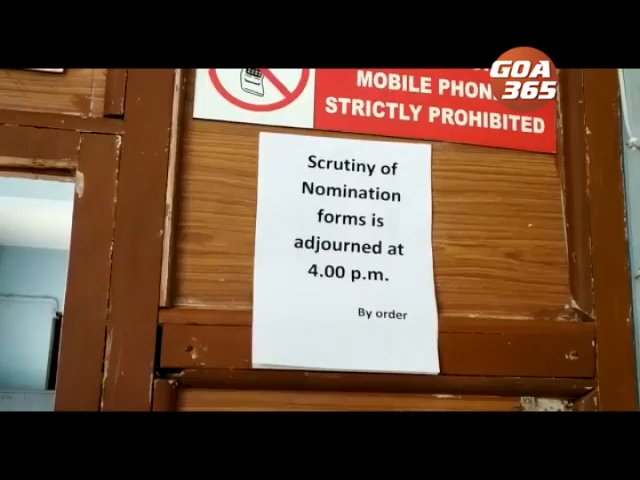 GOA
365
MOBILE PHON
STRICTLY PROHIBITED
Scrutiny of
Nomination
forms is
adjourned at
4.00 p.m.
By order